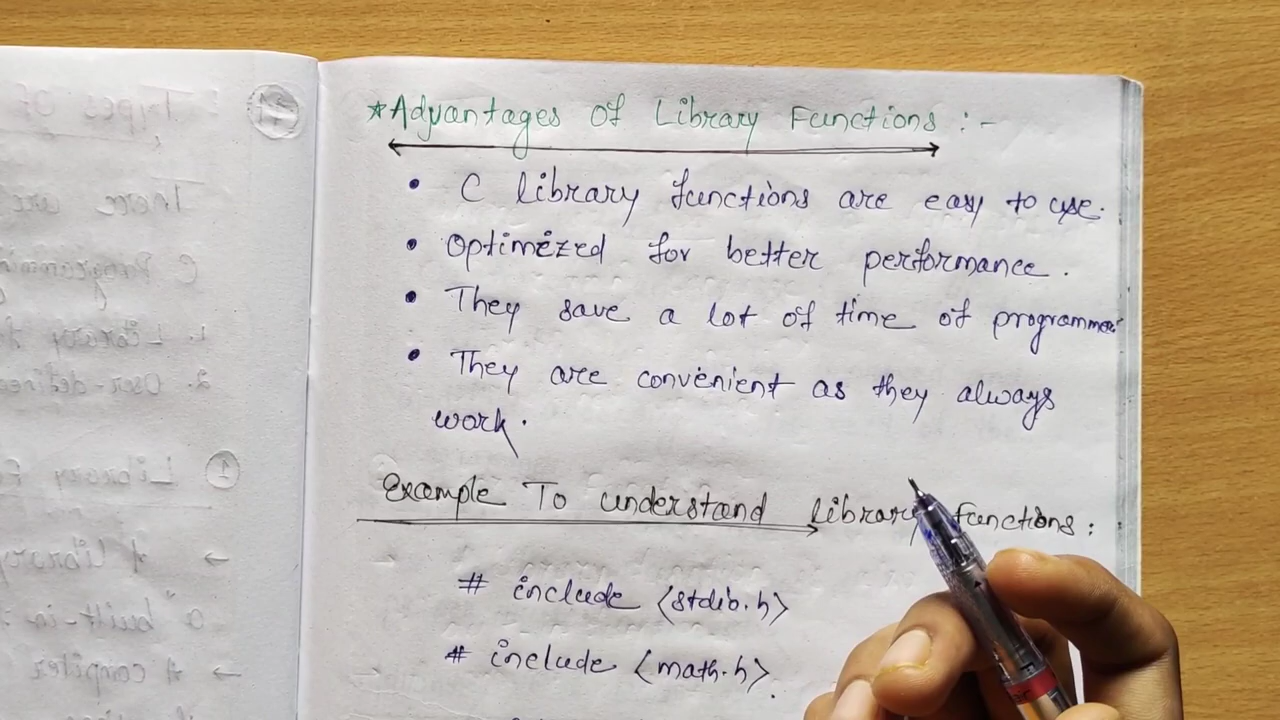 *Advantages Of Library Functions :-
• C library functions are easy to use.
• Optimized for better performance.
• They save a lot of time of programmer
• They are convenient as they always
work.
Example To understand library functions:
# include <stdib.h>
# include <math.h>